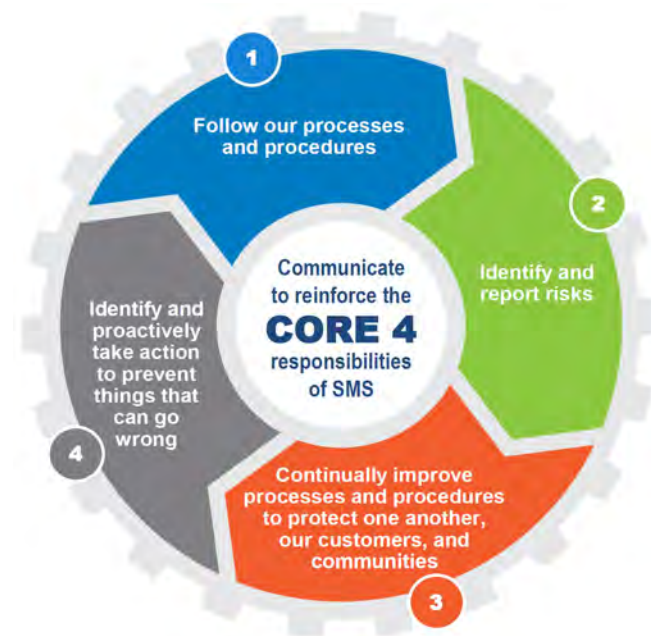 1
Follow our processes
and procedures
2
Identify and
report risks
Communicate
to reinforce the
CORE 4
responsibilities
of SMS
Identify and
proactively
take action
to prevent
things that
can go
wrong
4
Continually improve
processes and procedures
to protect one another,
our customers, and
communities
3